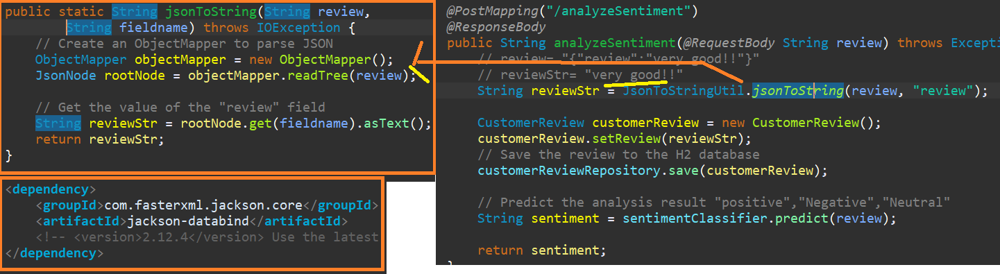 public static String jsonToString(String review,
String fieldname) throws IOException {
// Create an ObjectMapper to parse JSON
ObjectMapper objectMapper = new ObjectMapper();
JsonNode rootNode = objectMapper.readTree(review);
// Get the value of the "review" field
String reviewStr = rootNode.get(fieldname).asText();
return reviewStr;
}
<dependency>
<groupId>com.fasterxml.jackson.core</groupId>
<artifactId>jackson-databind</artifactId>
<!-- <version>2.12.4</version> Use the latest
</dependency>
@PostMapping("/analyzeSentiment")
@ResponseBody
public String analyzeSentiment(@RequestBody String review) throws Excepti
// review= "{"review":"very good!!"}"
// reviewStr= "very good!!"
String reviewStr = JsonToStringUtil.jsonToString(review, "review");
CustomerReview customerReview = new CustomerReview();
customerReview.setReview(reviewStr);
// Save the review to the H2 database
customerReviewRepository.save(customerReview);
// Predict the analysis result "positive","Negative","Neutral"
String sentiment = sentimentClassifier.predict(review);
return sentiment;